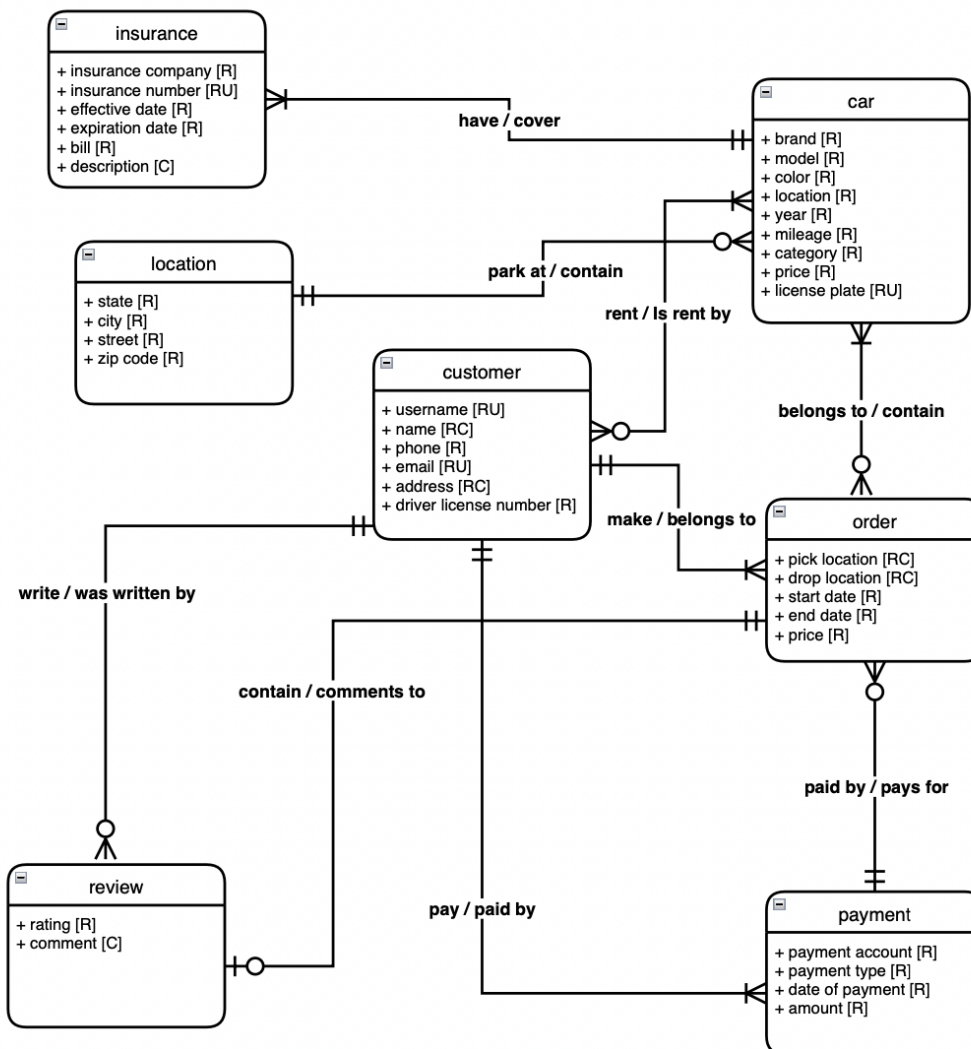 insurance
+ insurance company [R]
+ insurance number [RU]
+ effective date [R]
+ expiration date [R]
+ bill [R]
+ description [C]
have / cover
car
+ brand [R]
+ model [R]
+ color [R]
+ location [R]
+ year [R]
+ mileage [R]
+ category [R]
+ price [R]
+ license plate [RU]
location
+ state [R]
+ city [R]
+ street [R]
+ zip code [R]
park at / contain
rent / Is rent by
customer
+ username [RU]
+ name [RC]
+ phone [R]
+ email [RU]
+ address [RC]
+ driver license number [R]
belongs to / contain
make / belongs to
order
+ pick location [RC]
+ drop location [RC]
+ start date [R]
+ end date [R]
+ price [R]
write / was written by
contain / comments to
paid by / pays for
review
+ rating [R]
+ comment [C]
pay / paid by
payment
+ payment account [R]
+ payment type [R]
+ date of payment [R]
+ amount [R]